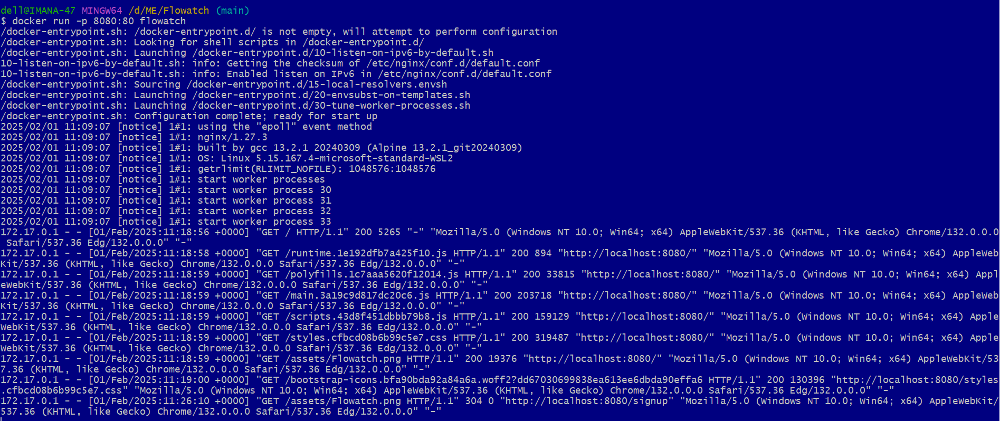 dell@IMANA-47 MINGW64 /d/ME/Flowatch (main)
$ docker run -p 8080:80 flowatch
/docker-entrypoint.sh: /docker-entrypoint.d/ is not empty, will attempt to perform configuration
/docker-entrypoint.sh: Looking for shell scripts in /docker-entrypoint.d/
/docker-entrypoint.sh: Launching /docker-entrypoint.d/10-listen-on-ipv6-by-default.sh
10-listen-on-ipv6-by-default.sh: info: Getting the checksum of /etc/nginx/conf.d/default.conf
10-listen-on-ipv6-by-default.sh: info: Enabled listen on IPv6 in /etc/nginx/conf.d/default.conf
/docker-entrypoint.sh: Sourcing /docker-entrypoint.d/15-local-resolvers.envsh
/docker-entrypoint.sh: Launching /docker-entrypoint.d/20-envsubst-on-templates.sh
/docker-entrypoint.sh: Launching /docker-entrypoint.d/30-tune-worker-processes.sh
/docker-entrypoint.sh: Configuration complete; ready for start up
2025/02/01 11:09:07 [notice] 1#1: using the "epoll" event method
2025/02/01 11:09:07 [notice] 1#1: nginx/1.27.3
2025/02/01 11:09:07 [notice] 1#1: built by gcc 13.2.1 20240309 (Alpine 13.2.1_git20240309)
2025/02/01 11:09:07 [notice] 1#1: OS: Linux 5.15.167.4-microsoft-standard-WSL2
2025/02/01 11:09:07 [notice] 1#1: getrlimit(RLIMIT_NOFILE): 1048576:1048576
2025/02/01 11:09:07 [notice] 1#1: start worker processes
2025/02/01 11:09:07 [notice] 1#1: start worker process 30
2025/02/01 11:09:07 [notice] 1#1: start worker process 31
2025/02/01 11:09:07 [notice] 1#1: start worker process 32
2025/02/01 11:09:07 [notice] 1#1: start worker process 33
172.17.0.1 - - [01/Feb/2025:11:18:56 +0000] "GET / HTTP/1.1" 200 5265 "-" "Mozilla/5.0 (Windows NT 10.0; Win64; x64) AppleWebKit/537.36 (KHTML, like Gecko) Chrome/132.0.0.0
 Safari/537.36 Edg/132.0.0.0" "-"
172.17.0.1 - - [01/Feb/2025:11:18:58 +0000] "GET /runtime.1e192dfb7a425f10.js HTTP/1.1" 200 894 "http://localhost:8080/" "Mozilla/5.0 (Windows NT 10.0; Win64; x64) AppleWeb
Kit/537.36 (KHTML, like Gecko) Chrome/132.0.0.0 Safari/537.36 Edg/132.0.0.0" "-"
172.17.0.1 - - [01/Feb/2025:11:18:59 +0000] "GET /polyfills.1c7aaa5620f12014.js HTTP/1.1" 200 33815 "http://localhost:8080/" "Mozilla/5.0 (Windows NT 10.0; Win64; x64) Appl
eWebKit/537.36 (KHTML, like Gecko) Chrome/132.0.0.0 Safari/537.36 Edg/132.0.0.0" "-"
172.17.0.1 - - [01/Feb/2025:11:18:59 +0000] "GET /main.3a19c9d817dc20c6.js HTTP/1.1" 200 203718 "http://localhost:8080/" "Mozilla/5.0 (Windows NT 10.0; Win64; x64) AppleWeb
Kit/537.36 (KHTML, like Gecko) Chrome/132.0.0.0 Safari/537.36 Edg/132.0.0.0" "-"
172.17.0.1 - - [01/Feb/2025:11:18:59 +0000] "GET /scripts.43d8f451dbbb79b8.js HTTP/1.1" 200 159129 "http://localhost:8080/" "Mozilla/5.0 (Windows NT 10.0; Win64; x64) Apple
WebKit/537.36 (KHTML, like Gecko) Chrome/132.0.0.0 Safari/537.36 Edg/132.0.0.0" "-"
172.17.0.1 - - [01/Feb/2025:11:18:59 +0000] "GET /styles.cfbcd08b6b99c5e7.css HTTP/1.1" 200 319487 "http://localhost:8080/" "Mozilla/5.0 (Windows NT 10.0; Win64; x64) Apple
WebKit/537.36 (KHTML, like Gecko) Chrome/132.0.0.0 Safari/537.36 Edg/132.0.0.0" "-"
172.17.0.1 - - [01/Feb/2025:11:18:59 +0000] "GET /assets/Flowatch.png HTTP/1.1" 200 19376 "http://localhost:8080/" "Mozilla/5.0 (Windows NT 10.0; Win64; x64) AppleWebKit/53
7.36 (KHTML, like Gecko) Chrome/132.0.0.0 Safari/537.36 Edg/132.0.0.0" "-"
172.17.0.1 - - [01/Feb/2025:11:19:00 +0000] "GET /bootstrap-icons.bfa90bda92a84a6a.woff2?dd67030699838ea613ee6dbda90effa6 HTTP/1.1" 200 130396 "http://localhost:8080/styles
.cfbcd08b6b99c5e7.css" "Mozilla/5.0 (Windows NT 10.0; Win64; x64) AppleWebKit/537.36 (KHTML, like Gecko) Chrome/132.0.0.0 Safari/537.36 Edg/132.0.0.0" "-"
172.17.0.1 - - [01/Feb/2025:11:26:10 +0000] "GET /assets/Flowatch.png HTTP/1.1" 304 0 "http://localhost:8080/signup" "Mozilla/5.0 (Windows NT 10.0; Win64; x64) AppleWebKit/
537.36 (KHTML, like Gecko) Chrome/132.0.0.0 Safari/537.36 Edg/132.0.0.0" "-"